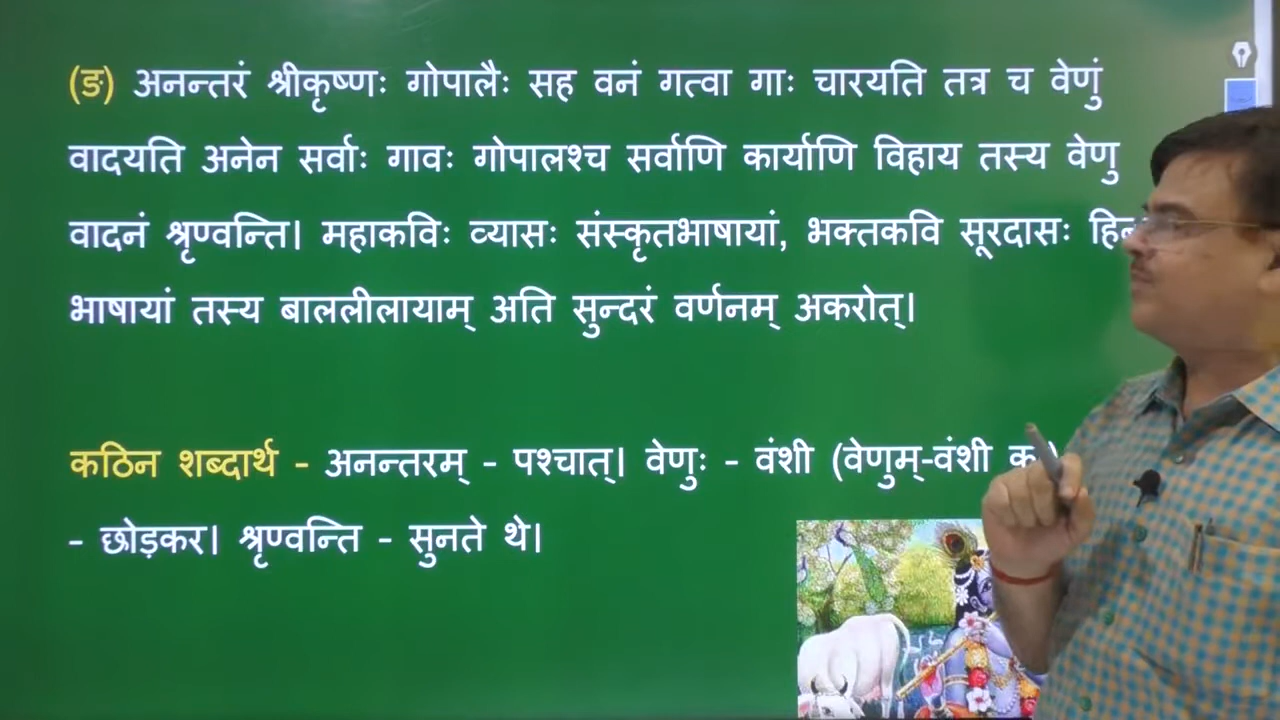 (ङ) अनन्तरं श्रीकृष्णः गोपालैः सह वनं गत्वा गाः चारयति तत्र च वेणुं
वादयति अनेन सर्वाः गावः गोपालश्च सर्वाणि कार्याणि विहाय तस्य वेणु
वादनं श्रृण्वन्ति। महाकविः व्यासः संस्कृतभाषायां, भक्तकवि सूरदासः
भाषायां तस्य बाललीलायाम् अति सुन्दरं वर्णनम् अकरोत्।
कठिन शब्दार्थ - अनन्तरम् - पश्चात्। वेणुः - वंशी (वेणुम्-वंशी
- छोड़कर। श्रृण्वन्ति - सुनते थे।